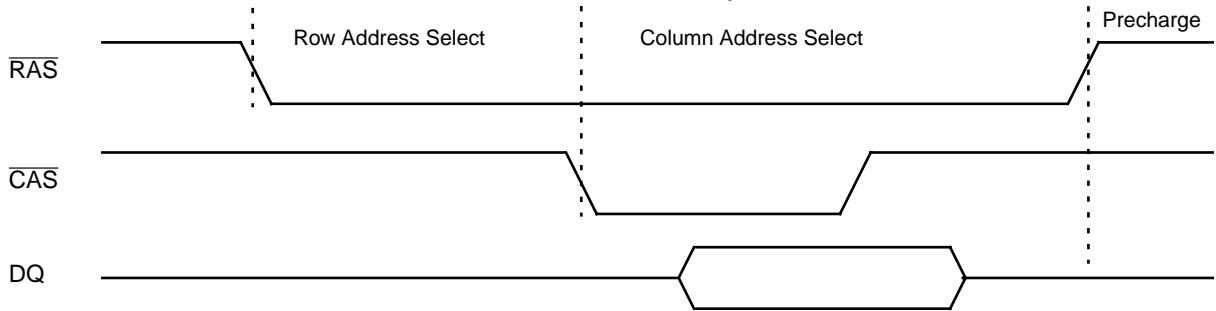 Row Address Select
Column Address Select
Precharge
RAS
CAS
DQ